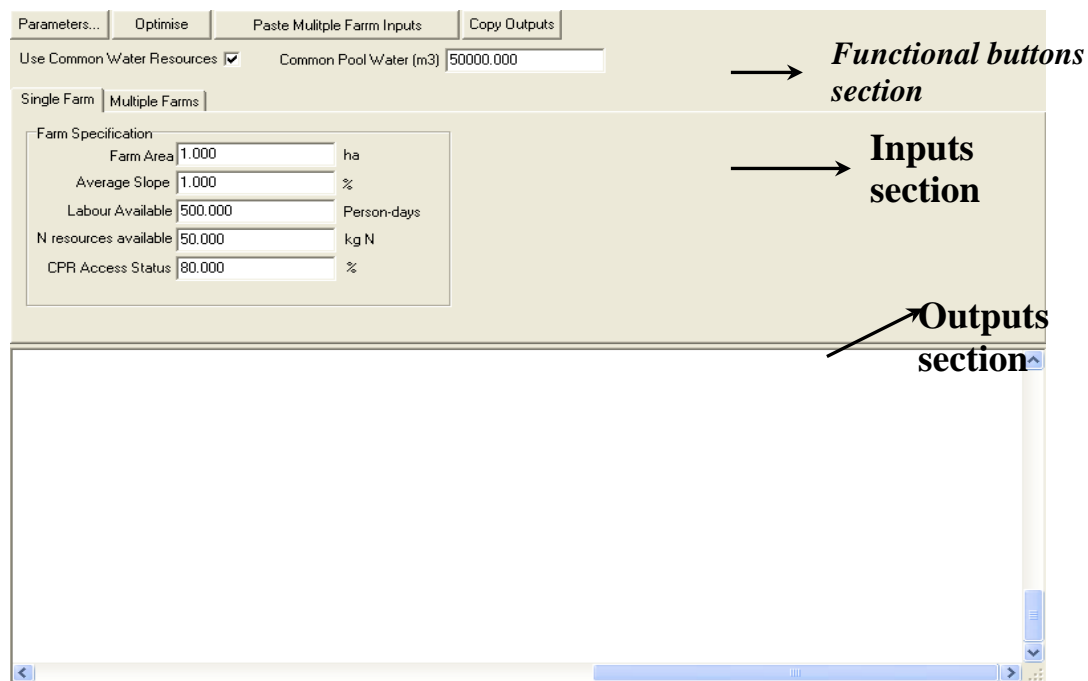 Parameters... Optimise Paste Mulitple Farrm Inputs Copy Outputs
Use Common Water Resources Common Pool Water (m3) 50000.000
Functional buttons
section
Single Farm Multiple Farms
Farm Specification
Farm Area 1.000 ha
Average Slope 1.000 %
Labour Available 500.000 Person-days
N resources available 50.000 kg N
CPR Access Status 80.000 %
Inputs
section
Outputs
section